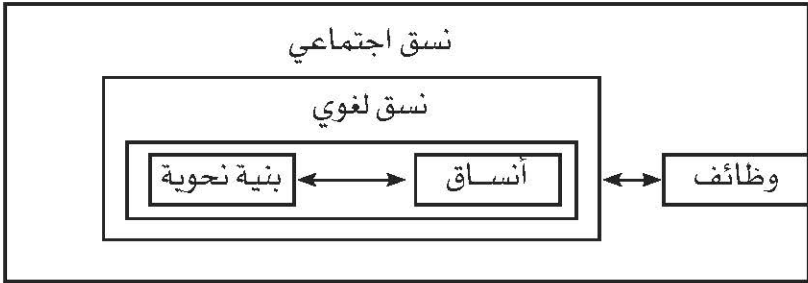 نسق اجتماعي
نسق لغوي
وظائف
أنساق
بنية نحوية